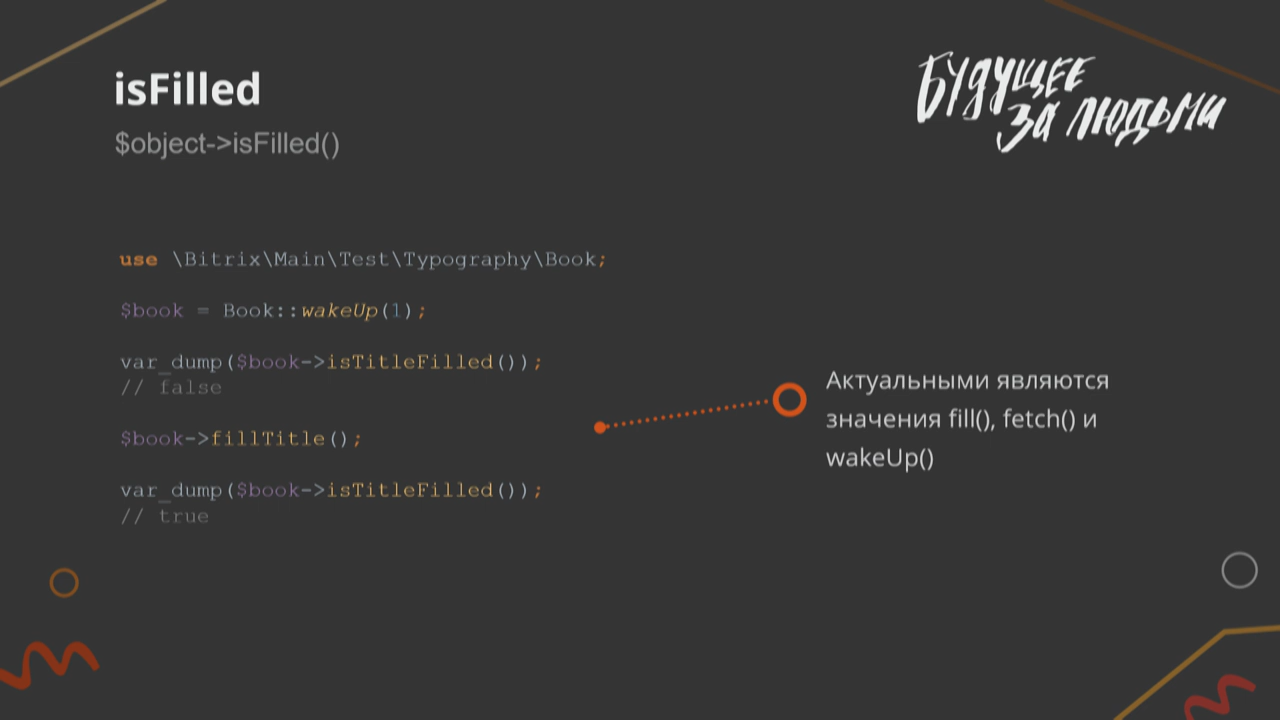 isFilled
$object->isFilled()
БУДУЩЕЕ
ЗА ЛЮДЬМИ
use \Bitrix\Main\Test\Typography\Book;
$book = Book::wakeUp(1);
var_dump($book->isTitleFilled());
// false
$book->fillTitle();
var_dump($book->isTitleFilled());
// true
Актуальными являются
значения fill(), fetch() и
wakeUp()